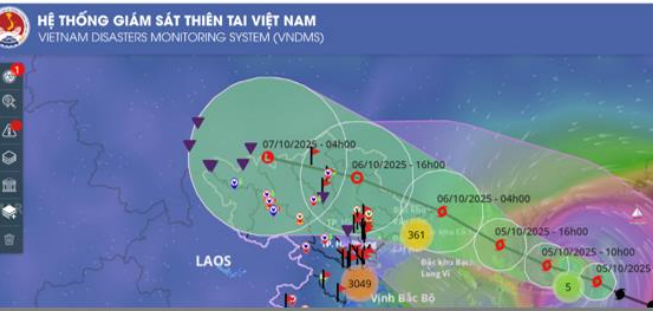 HỆ THỐNG GIÁM SÁT THIÊN TAI VIỆT NAM
VIETNAM DISASTERS MONITORING SYSTEM (VNDMS)
1
07/10/2025 - 04h00
L
06/10/2025 - 16h00
06/10/2025 - 04h00
361
05/10/2025 - 16h00
05/10/2025 - 10h00
05/10/2025
LAOS
Long Vĩ
5
3049
Vịnh Bắc Bộ